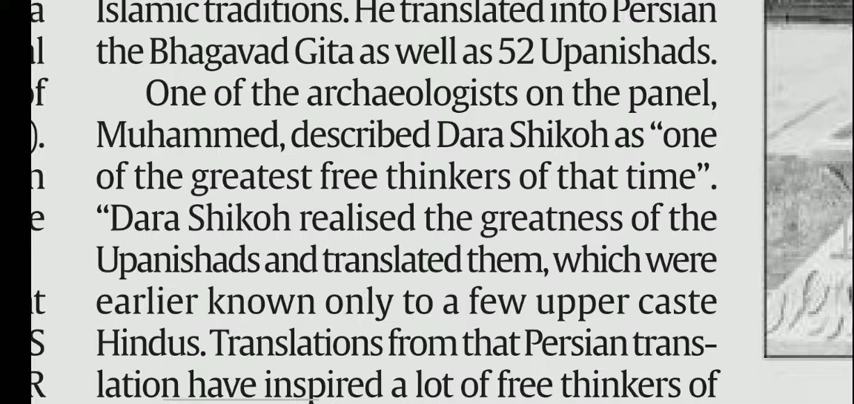 Islamic traditions. He translated into Persian
the Bhagavad Gita as well as 52 Upanishads.
One of the archaeologists on the panel,
Muhammed, described Dara Shikoh as “one
of the greatest free thinkers of that time”.
“Dara Shikoh realised the greatness of the
Upanishads and translated them, which were
earlier known only to a few upper caste
Hindus. Translations from that Persian trans-
lation have inspired a lot of free thinkers of